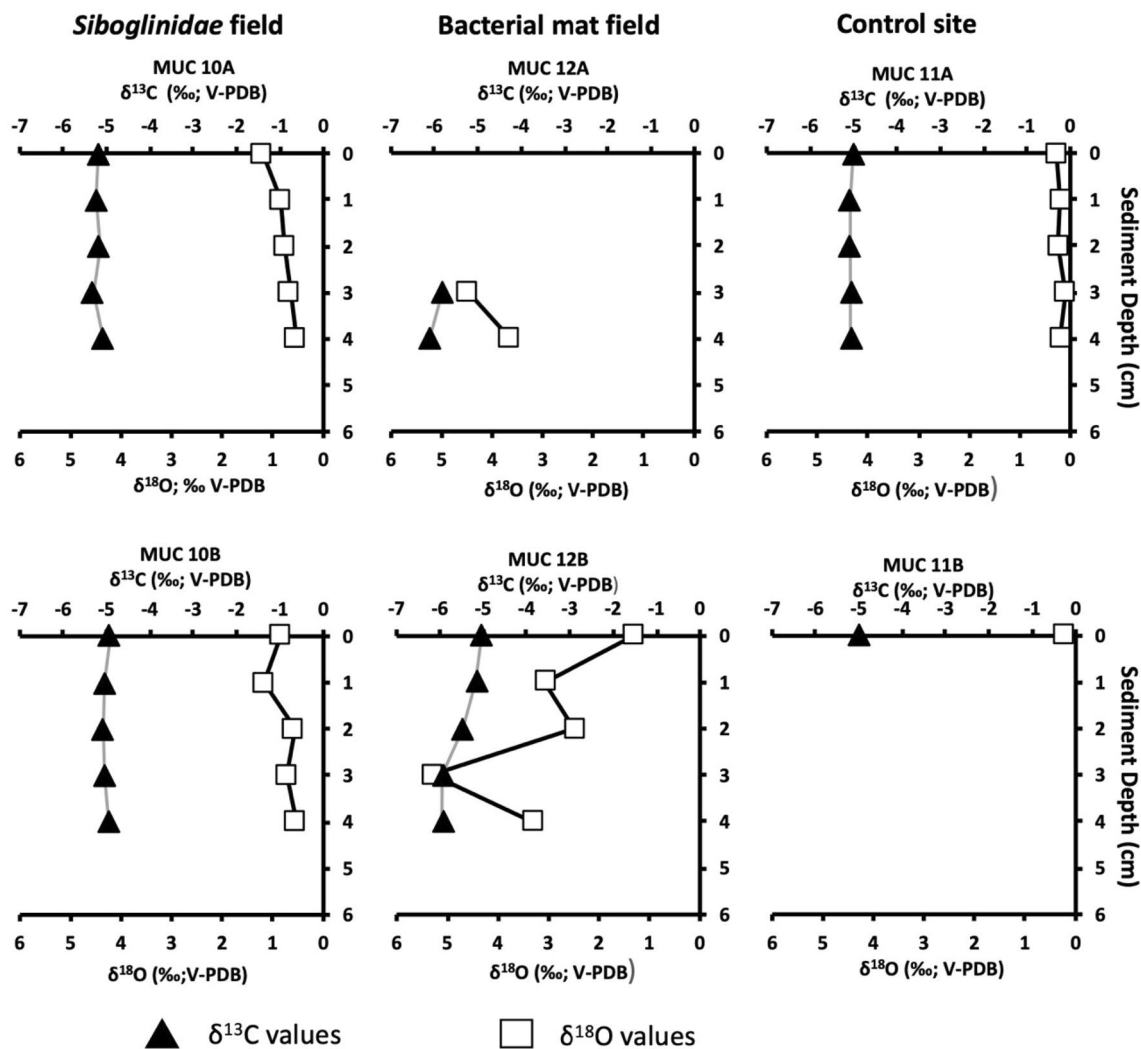 Siboglinidae field
Bacterial mat field
Control site
MUC 10A
δ¹³C (‰; V-PDB)
-7 -6 -5 -4 -3 -2 -1 0
0
1
2
3
4
5
6
6 5 4 3 2 1 0
δ¹⁸O; ‰ V-PDB
MUC 12A
δ¹³C (‰; V-PDB)
-7 -6 -5 -4 -3 -2 -1 0
0
1
2
3
4
5
6
6 5 4 3 2 1 0
δ¹⁸O (‰; V-PDB)
MUC 11A
δ¹³C (‰; V-PDB)
-7 -6 -5 -4 -3 -2 -1 0
0
1
2
3
4
5
6
Sediment Depth (cm)
6 5 4 3 2 1 0
δ¹⁸O (‰; V-PDB)
MUC 10B
δ¹³C (‰; V-PDB)
-7 -6 -5 -4 -3 -2 -1 0
0
1
2
3
4
5
6
6 5 4 3 2 1 0
δ¹⁸O (‰;V-PDB)
MUC 12B
δ¹³C (‰; V-PDB)
-7 -6 -5 -4 -3 -2 -1 0
0
1
2
3
4
5
6
6 5 4 3 2 1 0
δ¹⁸O (‰; V-PDB)
MUC 11B
δ¹³C (‰; V-PDB)
-7 -6 -5 -4 -3 -2 -1 0
0
1
2
3
4
5
6
Sediment Depth (cm)
6 5 4 3 2 1 0
δ¹⁸O (‰; V-PDB)
δ¹³C values
δ¹⁸O values